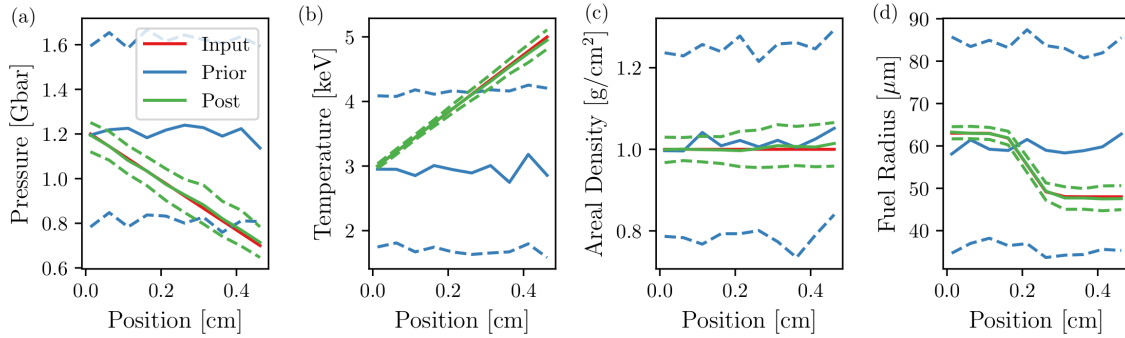 (a)
Pressure [Gbar]
1.6
1.4
1.2
1.0
0.8
0.6
0.0
0.2
0.4
Position [cm]
Input
Prior
Post
(b)
Temperature [keV]
5
4
3
2
0.0
0.2
0.4
Position [cm]
(c)
Areal Density [g/cm²]
1.2
1.0
0.8
0.0
0.2
0.4
Position [cm]
(d)
Fuel Radius [μm]
90
80
70
60
50
40
0.0
0.2
0.4
Position [cm]